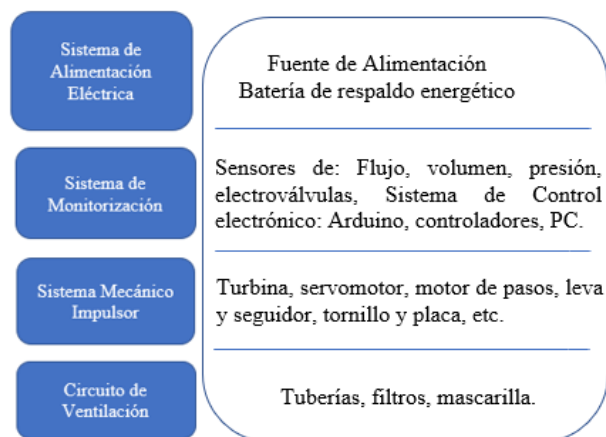 Sistema de
Alimentación
Eléctrica
Fuente de Alimentación
Batería de respaldo energético
Sistema de
Monitorización
Sensores de: Flujo, volumen, presión,
electroválvulas, Sistema de Control
electrónico: Arduino, controladores, PC.
Sistema Mecánico
Impulsor
Turbina, servomotor, motor de pasos, leva
y seguidor, tornillo y placa, etc.
Circuito de
Ventilación
Tuberías, filtros, mascarilla.